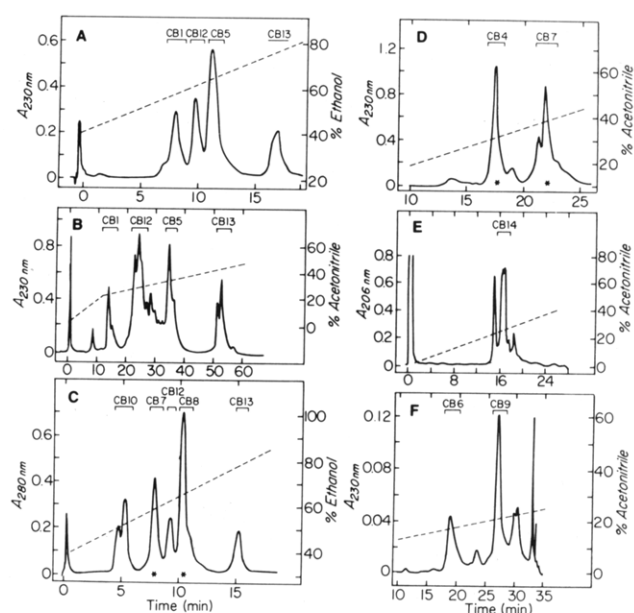 A
CB1 CB12 CB5 CB13
A230nm
0.6
0.4
0.2
0
0 5 10 15
80
60
40
20
% Ethanol
B
CB1 CB12 CB5 CB13
A230nm
0.8
0.4
0
0 10 20 30 40 50 60
60
40
20
0
% Acetonitrile
C
CB10 CB7 CB12 CB8 CB13
A280nm
0.6
0.4
0.2
0
0 5 10 15
100
80
60
40
% Ethanol
Time (min)
D
CB4 CB7
A230nm
1.2
0.8
0.4
0
10 15 20 25
60
40
20
% Acetonitrile
E
CB14
A206nm
0.8
0.6
0.4
0.2
0.0
0 8 16 24
80
60
40
20
0
% Acetonitrile
F
CB6 CB9
A230nm
0.12
0.08
0.04
0
10 15 20 25 30 35
60
40
20
0
% Acetonitrile
Time (min)